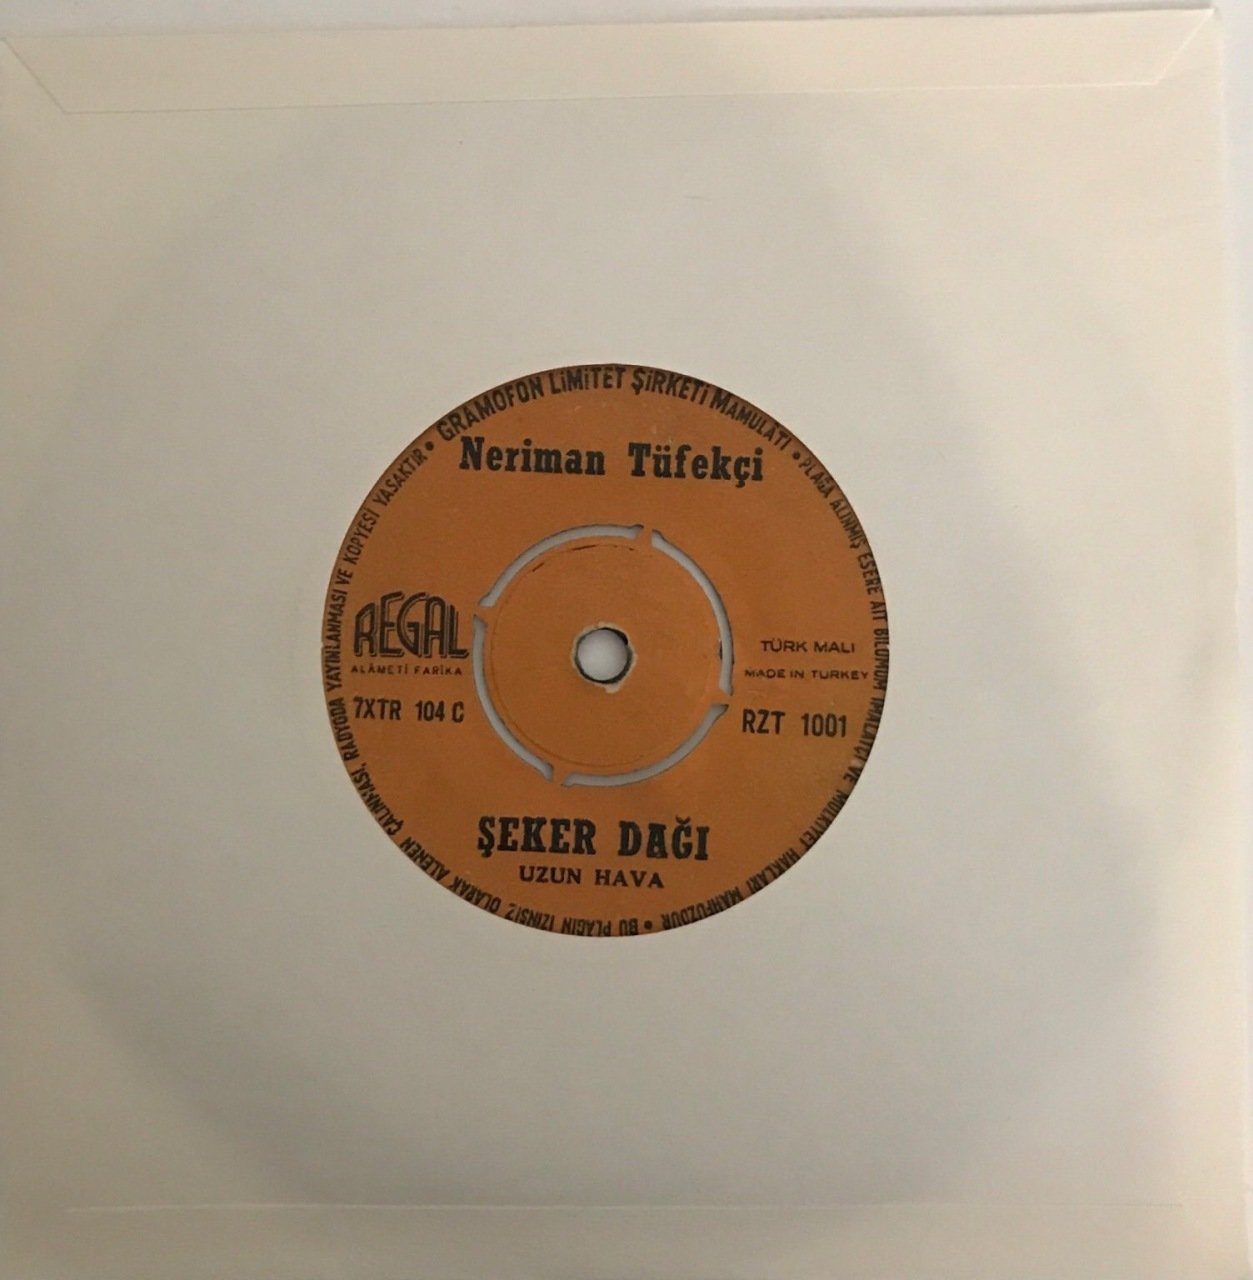 GRAMOFON LİMİTET ŞİRKETİ MAMULATI • PLAĞA ALINMIŞ ESERE AİT BİLÛMUM İMALATÇI VE MÜLKİYET HAKLARI MAHFUZDUR • BU PLAĞIN İZİNSİZ OLARAK ALENEN ÇALINMASI, RADYODA YAYINLANMASI VE KOPYESİ YASAKTIR •
Neriman Tüfekçi
REGAL
ALÂMETİ FARİKA
7XTR 104 C
TÜRK MALI
MADE IN TURKEY
RZT 1001
ŞEKER DAĞI
UZUN HAVA